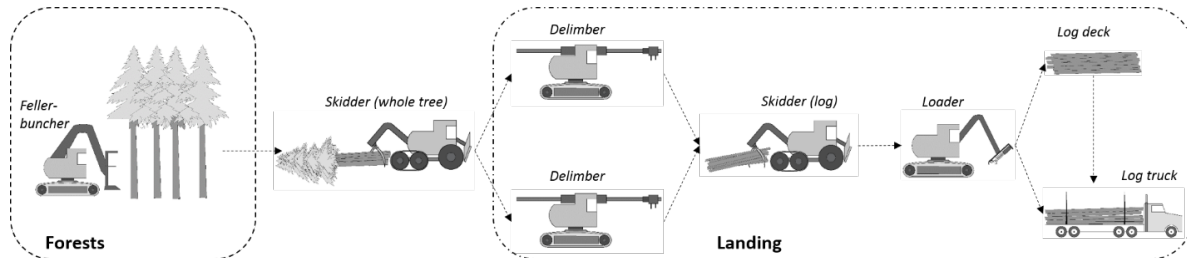 Feller-
buncher
Forests
Skidder (whole tree)
Delimber
Delimber
Skidder (log)
Loader
Log deck
Log truck
Landing